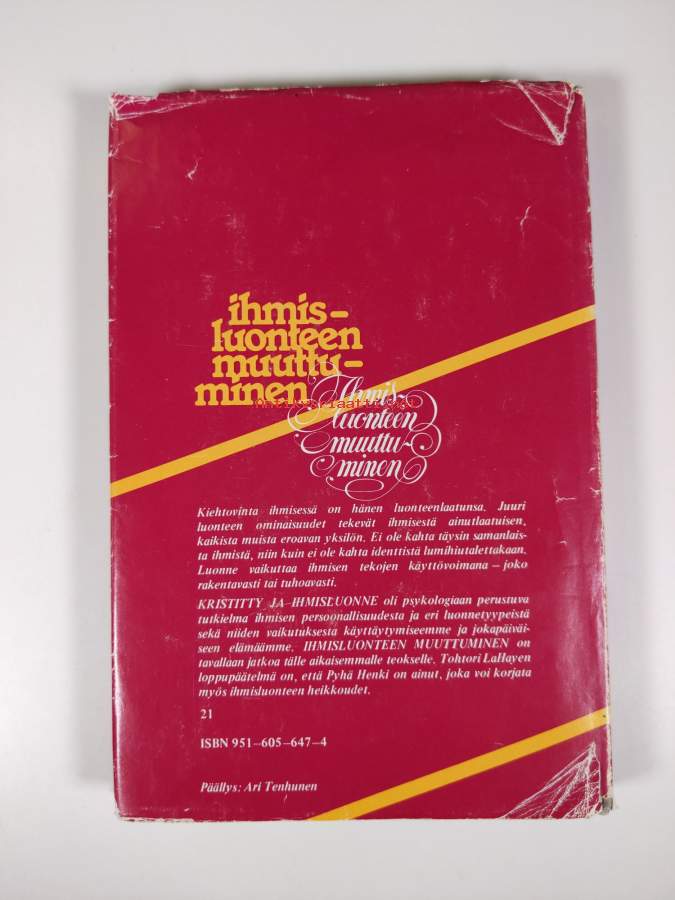 ihmis–
luonteen
muuttu–
minen
Ihmis-
luonteen
muuttu-
minen
Kiehtovinta ihmisessä on hänen luonteenlaatunsa. Juuri
luonteen ominaisuudet tekevät ihmisestä ainutlaatuisen,
kaikista muista eroavan yksilön. Ei ole kahta täysin samanlais-
ta ihmistä, niin kuin ei ole kahta identtistä lumihiutalettakaan.
Luonne vaikuttaa ihmisen tekojen käyttövoimana – joko
rakentavasti tai tuhoavasti.
KRISTITTY JA IHMISLUONNE oli psykologiaan perustuva
tutkielma ihmisen persoonallisuudesta ja eri luonnetyypeistä
sekä niiden vaikutuksesta käyttäytymiseemme ja jokapäiväi-
seen elämäämme. IHMISLUONTEEN MUUTTUMINEN on
tavallaan jatkoa tälle aikaisemmalle teokselle. Tohtori LaHayen
loppupäätelmä on, että Pyhä Henki on ainut, joka voi korjata
myös ihmisluonteen heikkoudet.
21
ISBN 951–605–647–4
Päällys: Ari Tenhunen